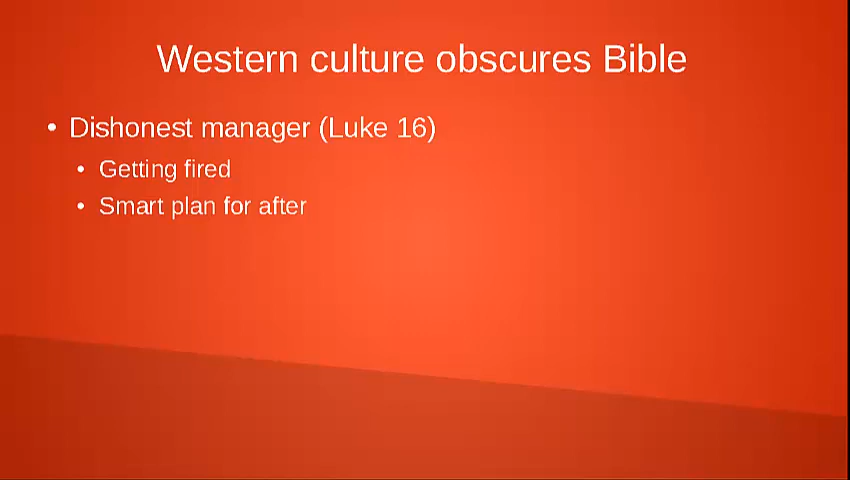 Western culture obscures Bible
• Dishonest manager (Luke 16)
• Getting fired
• Smart plan for after